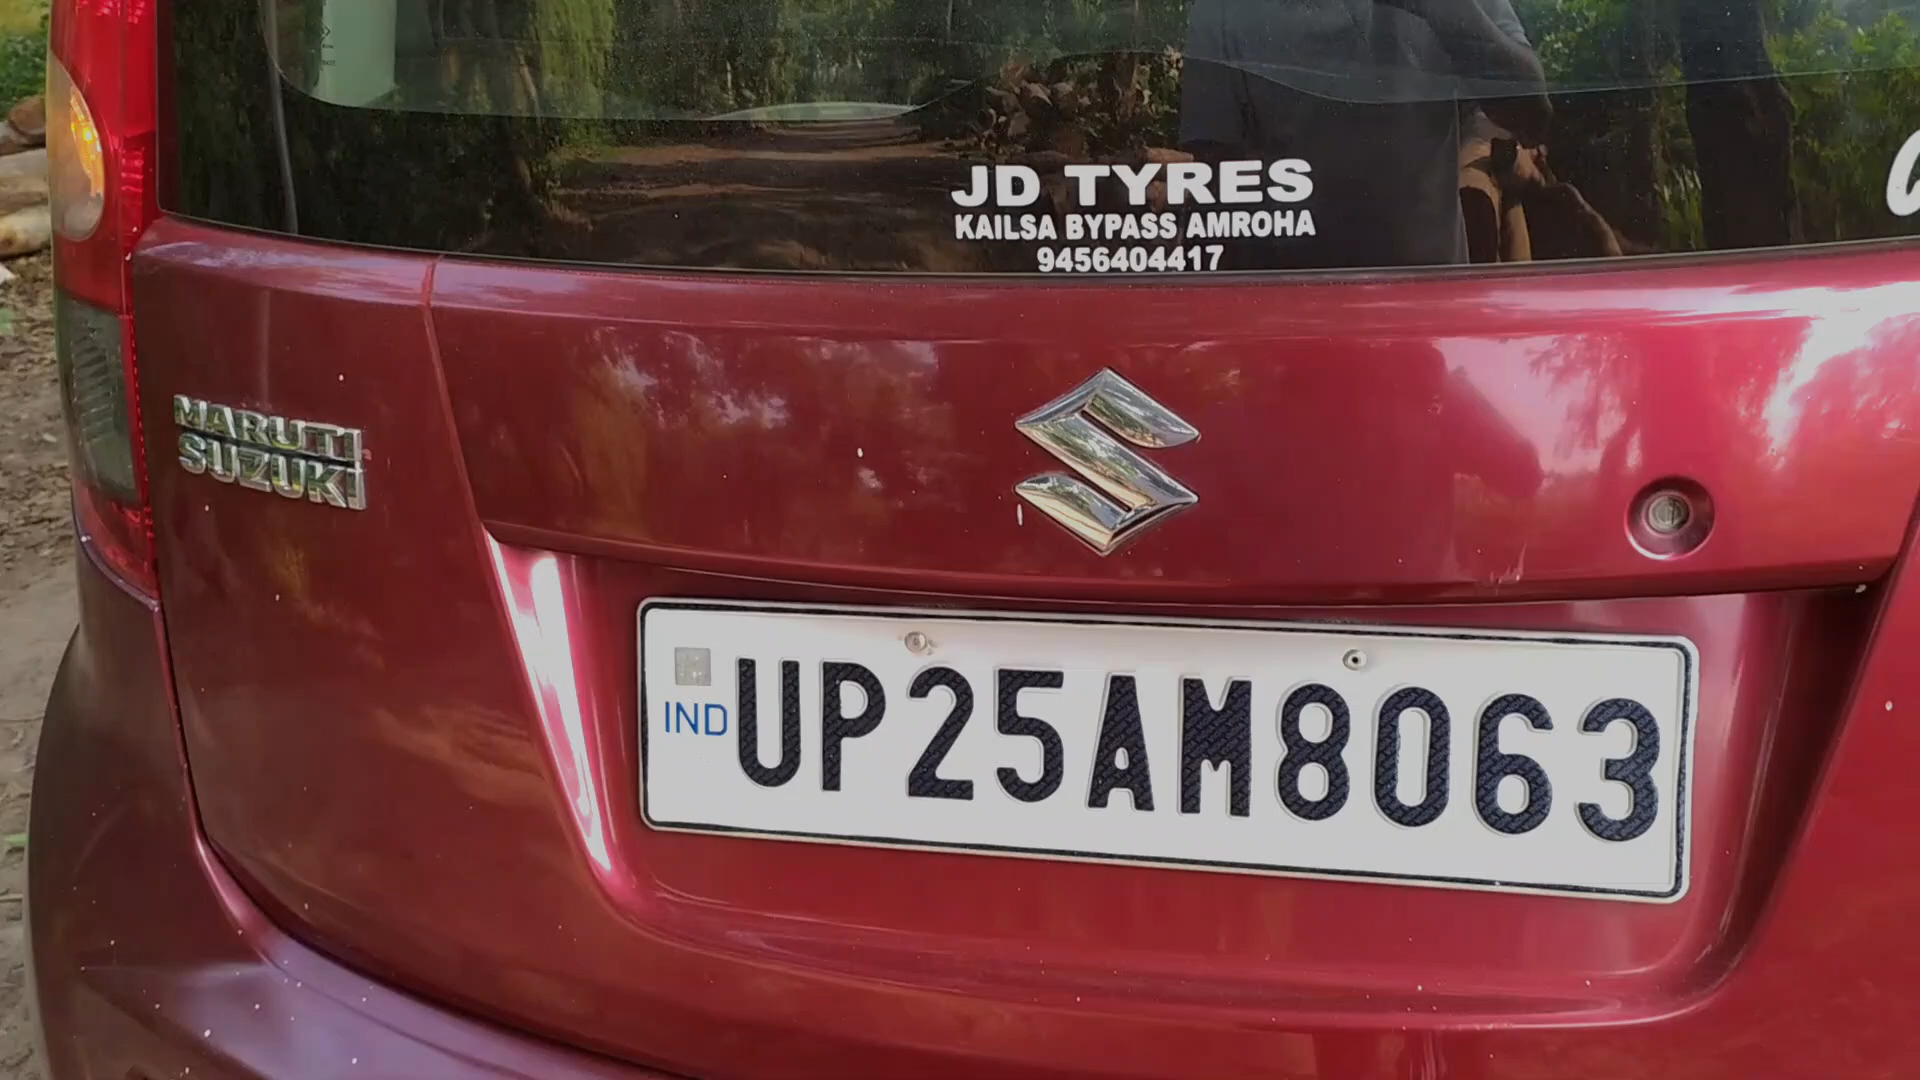 JD TYRES
KAILSA BYPASS AMROHA
9456404417
MARUTI
SUZUKI
IND
UP25AM8063